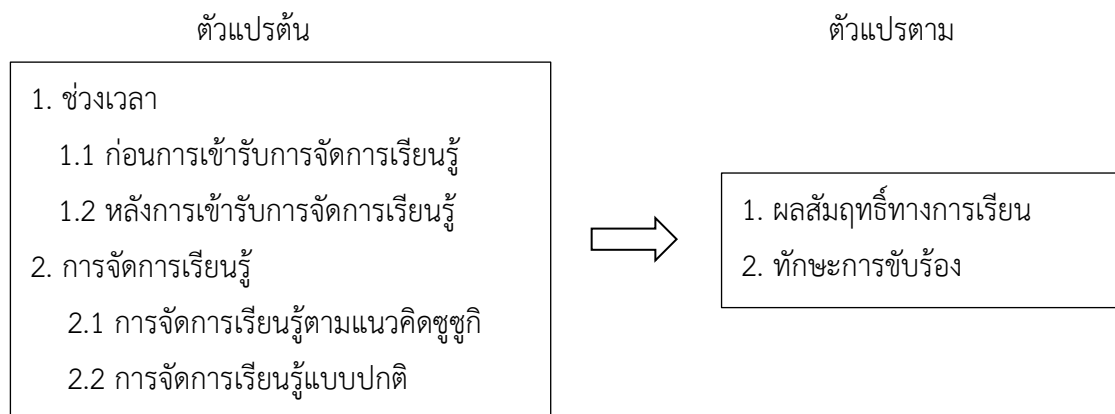 ตัวแปรต้น
ตัวแปรตาม
1. ช่วงเวลา
1.1 ก่อนการเข้ารับการจัดการเรียนรู้
1.2 หลังการเข้ารับการจัดการเรียนรู้
2. การจัดการเรียนรู้
2.1 การจัดการเรียนรู้ตามแนวคิดซูซูกิ
2.2 การจัดการเรียนรู้แบบปกติ
1. ผลสัมฤทธิ์ทางการเรียน
2. ทักษะการขับร้อง